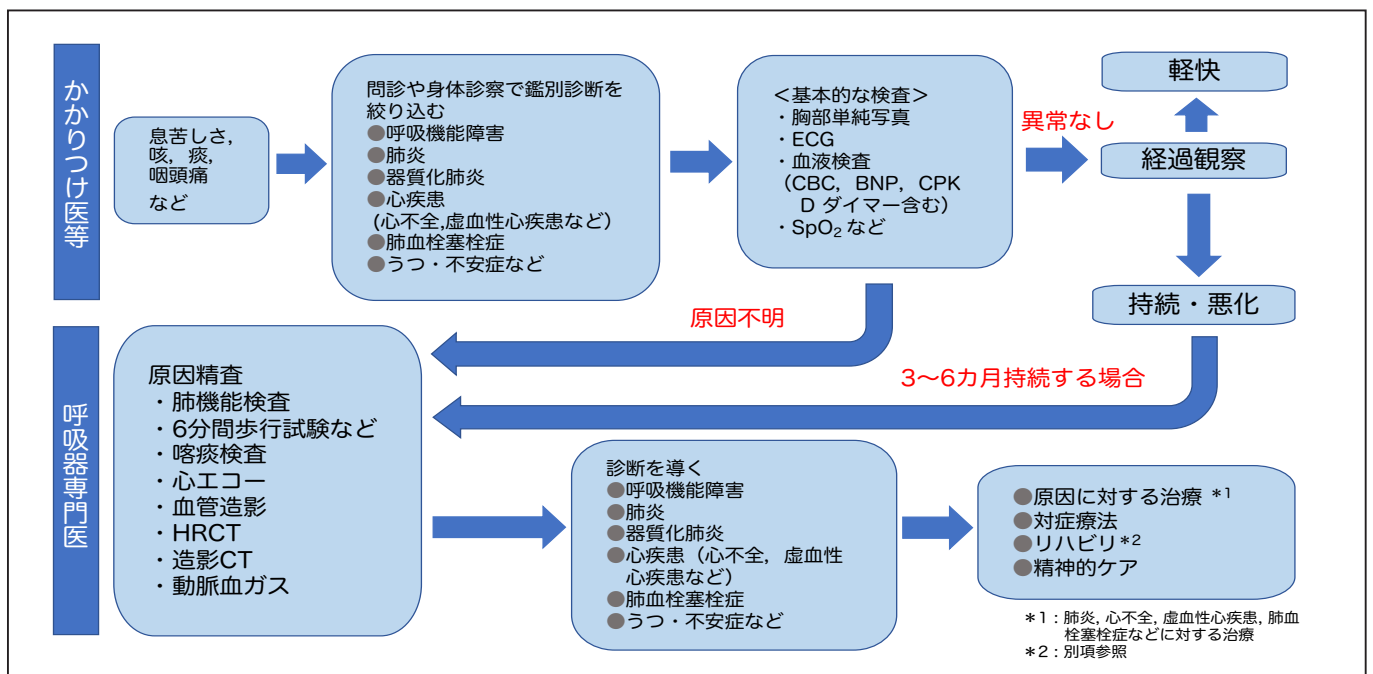 かかりつけ医等
息苦しさ，
咳，痰，
咽頭痛
など
問診や身体診察で鑑別診断を
絞り込む
●呼吸機能障害
●肺炎
●器質化肺炎
●心疾患
(心不全,虚血性心疾患など）
●肺血栓塞栓症
●うつ・不安症など
＜基本的な検査＞
・胸部単純写真
・ECG
・血液検査
（CBC，BNP，CPK
D ダイマー含む）
・SpO₂ など
異常なし
軽快
経過観察
持続・悪化
原因不明
3〜6カ月持続する場合
呼吸器専門医
原因精査
・肺機能検査
・6分間歩行試験など
・喀痰検査
・心エコー
・血管造影
・HRCT
・造影CT
・動脈血ガス
診断を導く
●呼吸機能障害
●肺炎
●器質化肺炎
●心疾患（心不全，虚血性
心疾患など）
●肺血栓塞栓症
●うつ・不安症など
●原因に対する治療 *1
●対症療法
●リハビリ*2
●精神的ケア
＊1：肺炎, 心不全, 虚血性心疾患, 肺血
栓塞栓症などに対する治療
＊2：別項参照